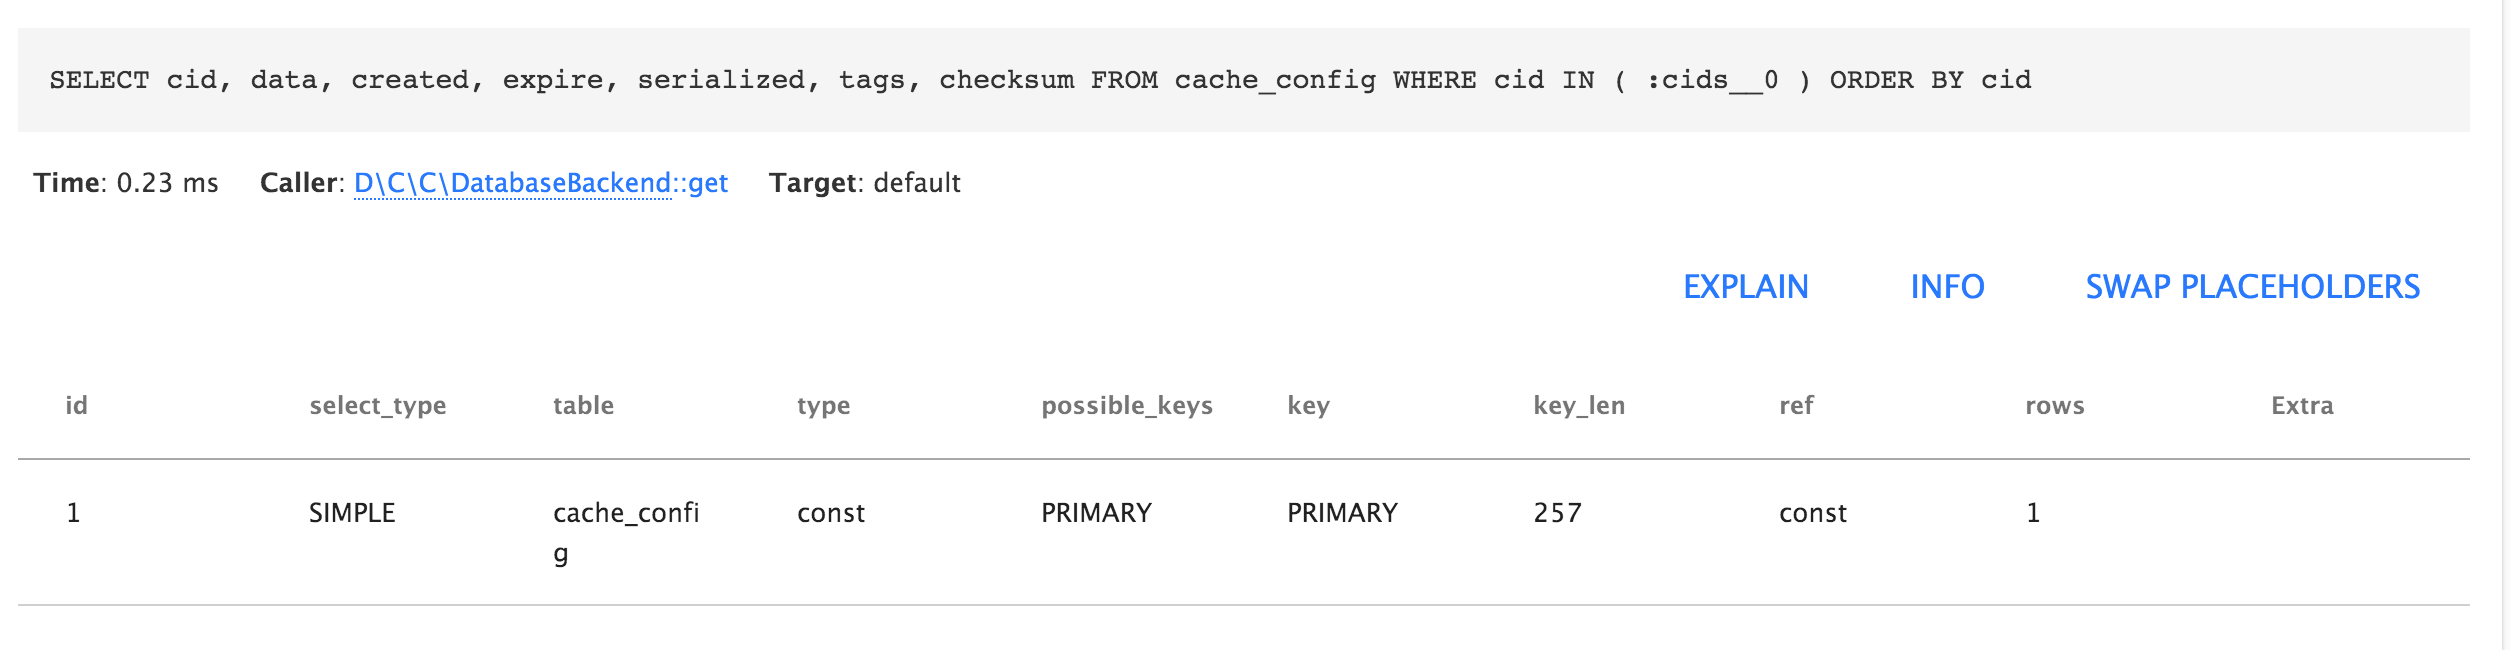 SELECT cid, data, created, expire, serialized, tags, checksum FROM cache_config WHERE cid IN ( :cids__0 ) ORDER BY cid
Time: 0.23 ms Caller: D\C\C\DatabaseBackend::get Target: default
EXPLAIN INFO SWAP PLACEHOLDERS
id select_type table type possible_keys key key_len ref rows Extra
1 SIMPLE cache_confi const PRIMARY PRIMARY 257 const 1
g